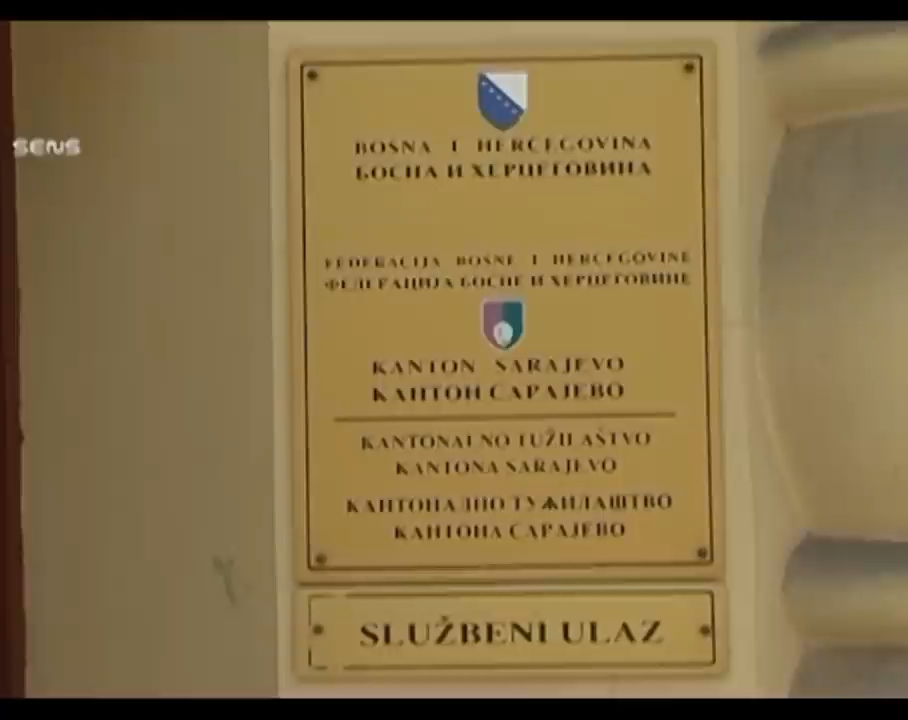 SENS
BOSNA I HERCEGOVINA
БОСНА И ХЕРЦЕГОВИНА
FEDERACIJA BOSNE I HERCEGOVINE
ФЕДЕРАЦИЈА БОСНЕ И ХЕРЦЕГОВИНЕ
KANTON SARAJEVO
КАНТОН САРАЈЕВО
KANTONALNO TUŽILAŠTVO
KANTONA SARAJEVO
КАНТОНАЛНО ТУЖИЛАШТВО
КАНТОНА САРАЈЕВО
SLUŽBENI ULAZ